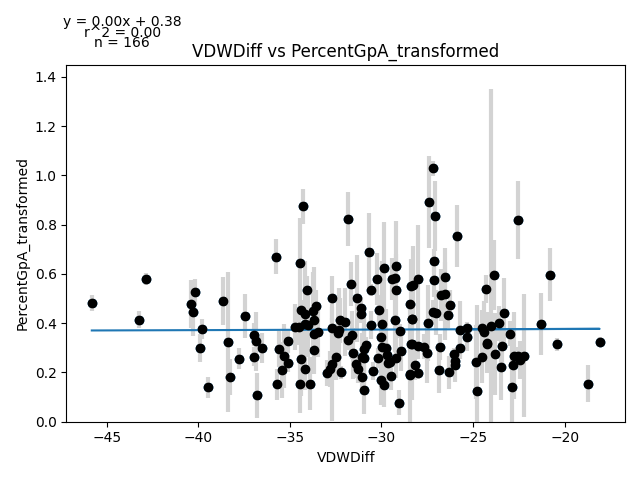 y = 0.00x + 0.38
r^2 = 0.00
n = 166
VDWDiff vs PercentGpA_transformed
PercentGpA_transformed
1.4
1.2
1.0
0.8
0.6
0.4
0.2
0.0
−45
−40
−35
−30
−25
−20
VDWDiff